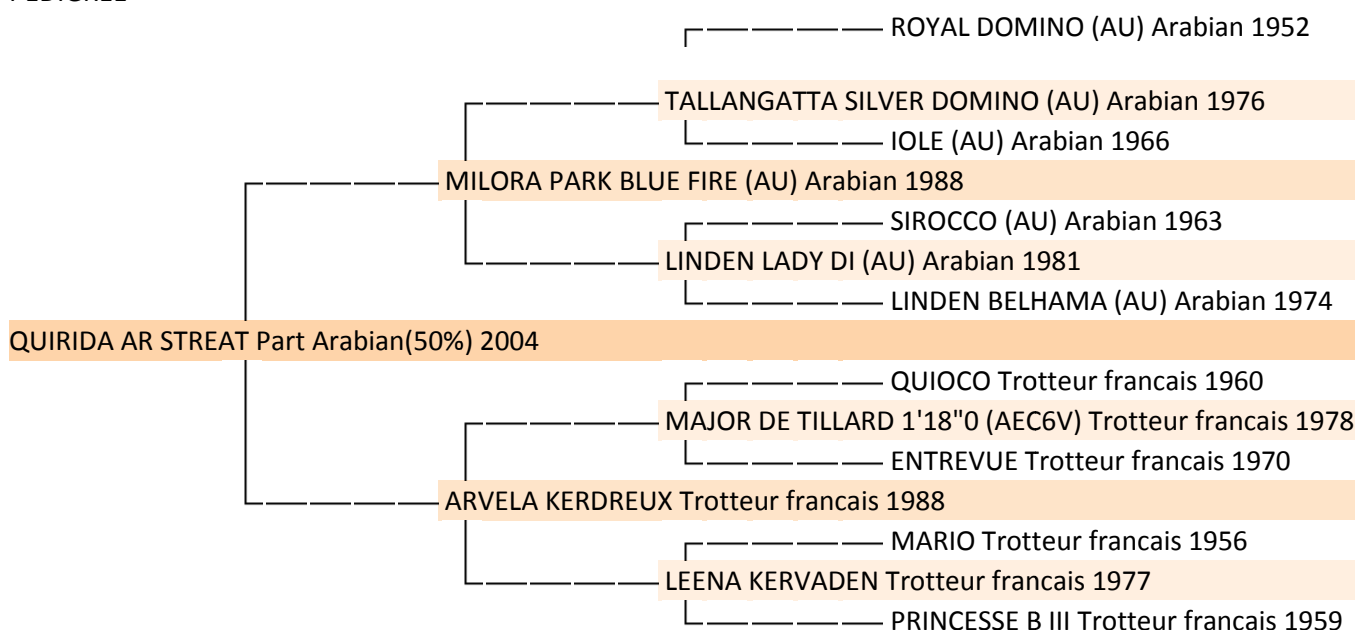 ROYAL DOMINO (AU) Arabian 1952
TALLANGATTA SILVER DOMINO (AU) Arabian 1976
IOLE (AU) Arabian 1966
MILORA PARK BLUE FIRE (AU) Arabian 1988
SIROCCO (AU) Arabian 1963
LINDEN LADY DI (AU) Arabian 1981
LINDEN BELHAMA (AU) Arabian 1974
QUIRIDA AR STREAT Part Arabian(50%) 2004
QUIOCO Trotteur francais 1960
MAJOR DE TILLARD 1'18"0 (AEC6V) Trotteur francais 1978
ENTREVUE Trotteur francais 1970
ARVELA KERDREUX Trotteur francais 1988
MARIO Trotteur francais 1956
LEENA KERVADEN Trotteur francais 1977
PRINCESSE B III Trotteur francais 1959